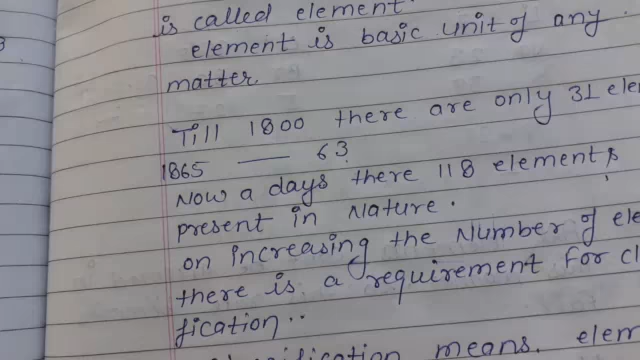 is called element
element is basic unit of any
matter.
Till 1800 there are only 31 ele
1865 — 63
Now a days there 118 elements
present in Nature.
on increasing the Number of ele
there is a requirement for cl
fication..
means. elem